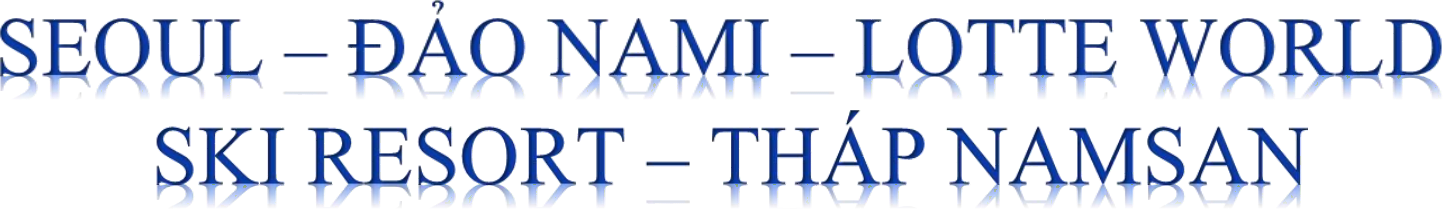 SEOUL – ĐẢO NAMI – LOTTE WORLD
SKI RESORT – THÁP NAMSAN